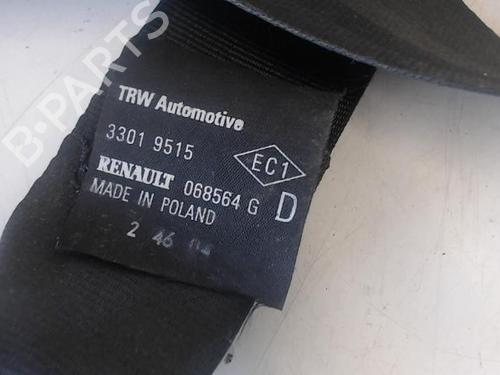 B-PARTS
TRW Automotive
3301 9515
EC1
RENAULT 068564 G D
MADE IN POLAND
2 46